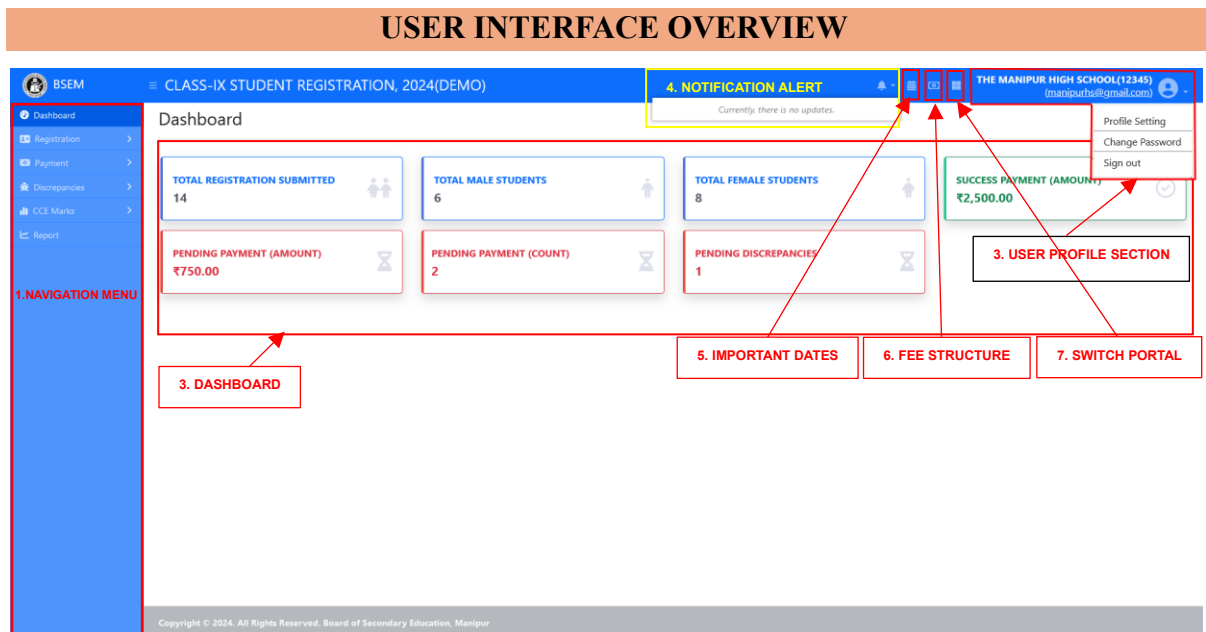 USER INTERFACE OVERVIEW
BSEM
CLASS-IX STUDENT REGISTRATION, 2024(DEMO)
4. NOTIFICATION ALERT
THE MANIPUR HIGH SCHOOL(12345)
(manipurhs@gmail.com)
Currently, there is no updates.
Profile Setting
Change Password
Sign out
Dashboard
Registration
Payment
Discrepancies
CCE Marks
Report
1.NAVIGATION MENU
Dashboard
TOTAL REGISTRATION SUBMITTED
14
TOTAL MALE STUDENTS
6
TOTAL FEMALE STUDENTS
8
SUCCESS PAYMENT (AMOUNT)
₹2,500.00
PENDING PAYMENT (AMOUNT)
₹750.00
PENDING PAYMENT (COUNT)
2
PENDING DISCREPANCIES
1
3. USER PROFILE SECTION
5. IMPORTANT DATES
6. FEE STRUCTURE
7. SWITCH PORTAL
3. DASHBOARD
Copyright © 2024. All Rights Reserved. Board of Secondary Education, Manipur